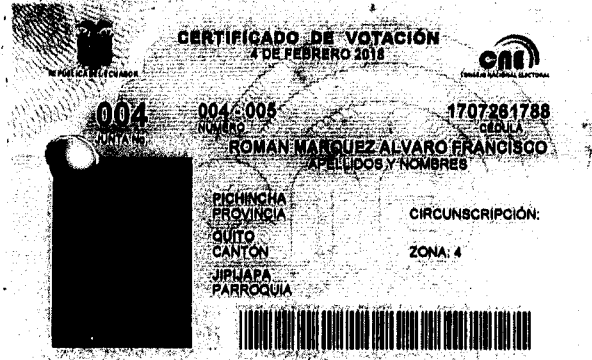 CERTIFICADO DE VOTACIÓN
4 DE FEBRERO 2018
REPÚBLICA DEL ECUADOR
CNE
CONSEJO NACIONAL ELECTORAL
004
JUNTA No
004 - 005
NUMERO
1707261788
CÉDULA
ROMAN MARQUEZ ALVARO FRANCISCO
APELLIDOS Y NOMBRES
PICHINCHA
PROVINCIA
CIRCUNSCRIPCIÓN:
QUITO
CANTÓN
ZONA: 4
JIPIJAPA
PARROQUIA